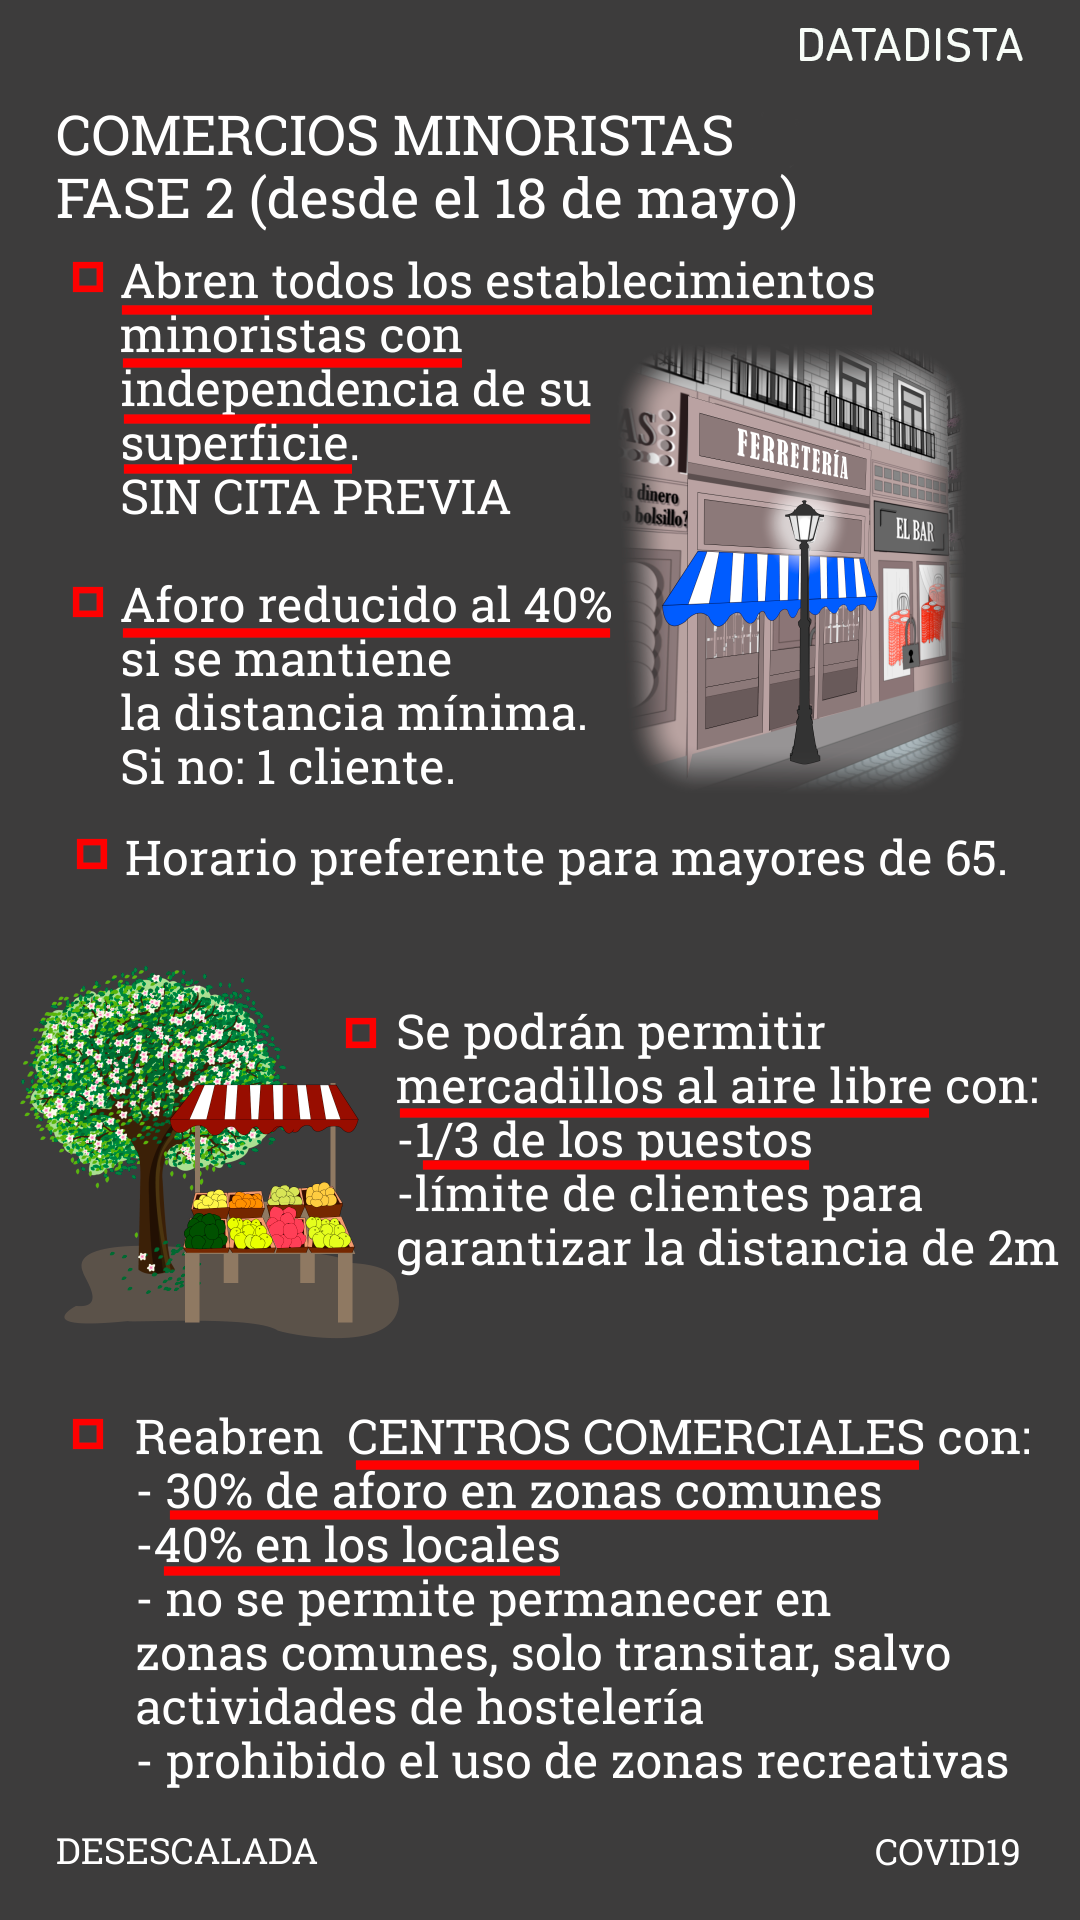 DATADISTA
COMERCIOS MINORISTAS
FASE 2 (desde el 18 de mayo)
Abren todos los establecimientos
minoristas con
independencia de su
superficie.
SIN CITA PREVIA
AS
FERRETERÍA
dinero
bolsillo?
EL BAR
Aforo reducido al 40%
si se mantiene
la distancia mínima.
Si no: 1 cliente.
Horario preferente para mayores de 65.
Se podrán permitir
mercadillos al aire libre con:
-1/3 de los puestos
-límite de clientes para
garantizar la distancia de 2m
Reabren CENTROS COMERCIALES con:
- 30% de aforo en zonas comunes
-40% en los locales
- no se permite permanecer en
zonas comunes, solo transitar, salvo
actividades de hostelería
- prohibido el uso de zonas recreativas
DESESCALADA
COVID19